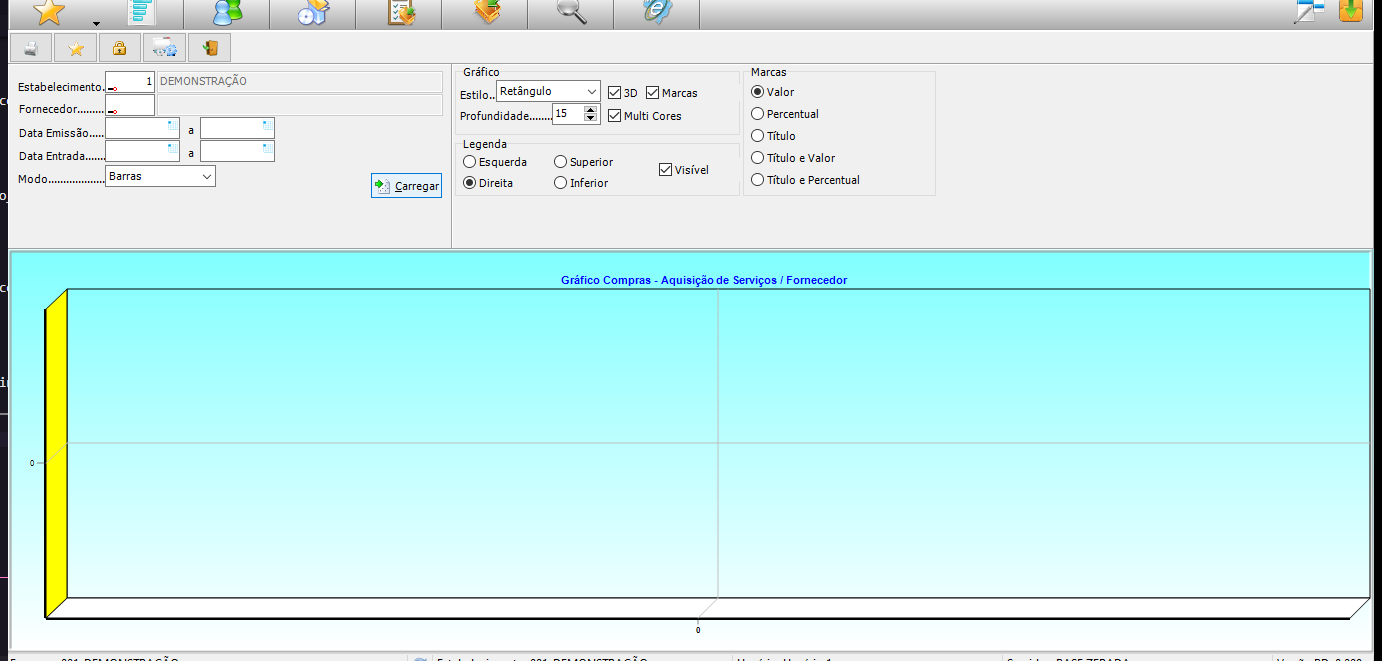 Estabelecimento. 1 DEMONSTRAÇÃO
Fornecedor.........
Data Emissão..... a
Data Entrada....... a
Modo................... Barras
Carregar
Gráfico
Estilo.. Retângulo 3D Marcas
Profundidade........ 15 Multi Cores
Legenda
Esquerda Superior Visível
Direita Inferior
Marcas
Valor
Percentual
Título
Título e Valor
Título e Percentual
Gráfico Compras - Aquisição de Serviços / Fornecedor
0
0